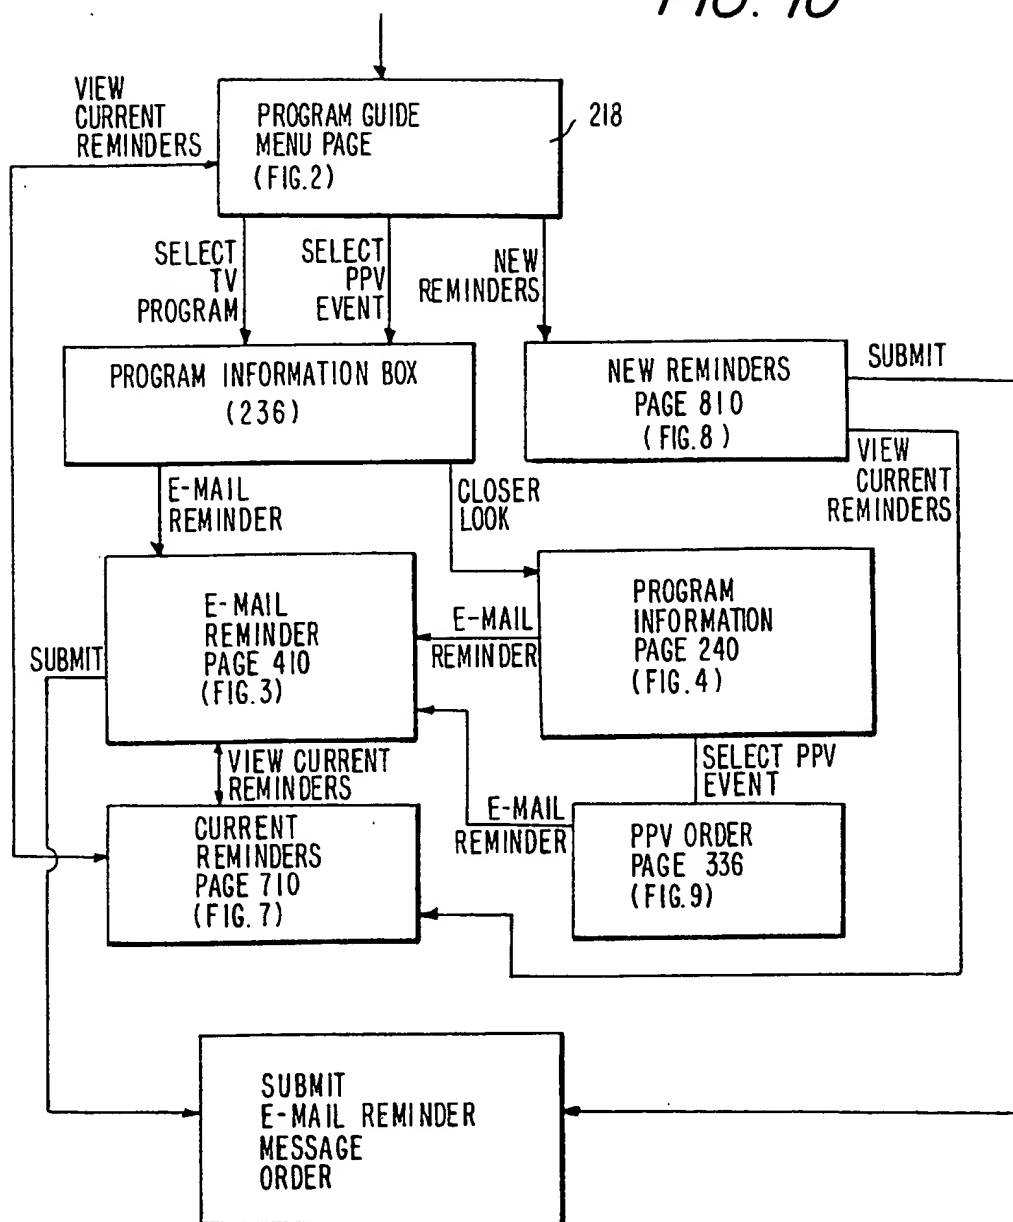 FIG. 10
VIEW
CURRENT
REMINDERS
PROGRAM GUIDE
MENU PAGE
(FIG.2)
218
SELECT
TV
PROGRAM
SELECT
PPV
EVENT
NEW
REMINDERS
PROGRAM INFORMATION BOX
(236)
NEW REMINDERS
PAGE 810
(FIG.8)
SUBMIT
VIEW
CURRENT
REMINDERS
E-MAIL
REMINDER
CLOSER
LOOK
E-MAIL
REMINDER
PAGE 410
(FIG.3)
SUBMIT
E-MAIL
REMINDER
PROGRAM
INFORMATION
PAGE 240
(FIG.4)
VIEW CURRENT
REMINDERS
SELECT PPV
EVENT
E-MAIL
REMINDER
CURRENT
REMINDERS
PAGE 710
(FIG.7)
PPV ORDER
PAGE 336
(FIG.9)
SUBMIT
E-MAIL REMINDER
MESSAGE
ORDER